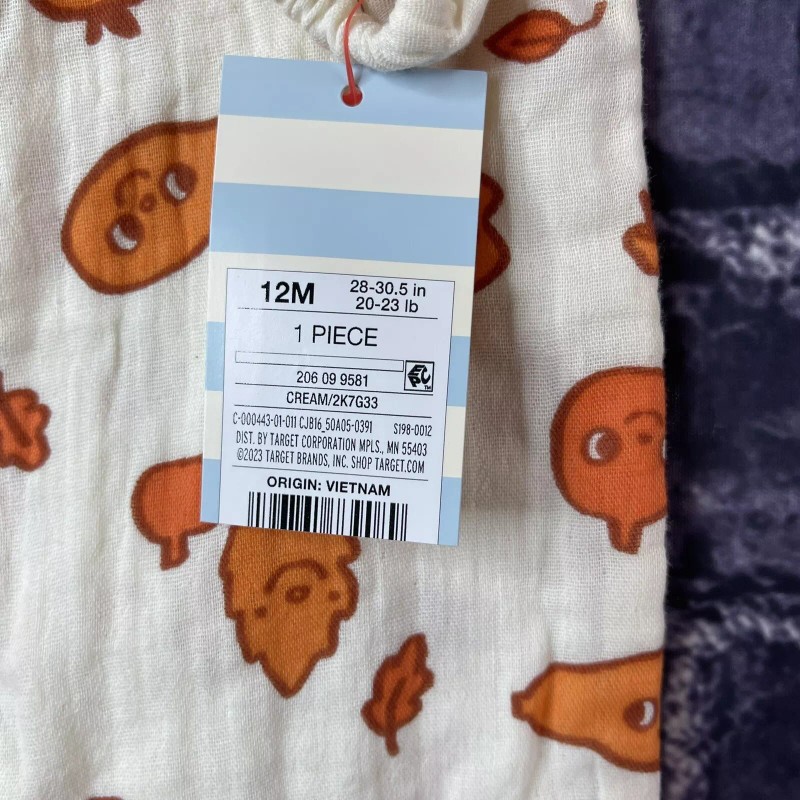 12M
28-30.5 in
20-23 lb
1 PIECE
EPC TM
206 09 9581
CREAM/2K7G33
C-000443-01-011 CJB16_50A05-0391 S198-0012
DIST. BY TARGET CORPORATION MPLS., MN 55403
©2023 TARGET BRANDS, INC. SHOP TARGET.COM
ORIGIN: VIETNAM